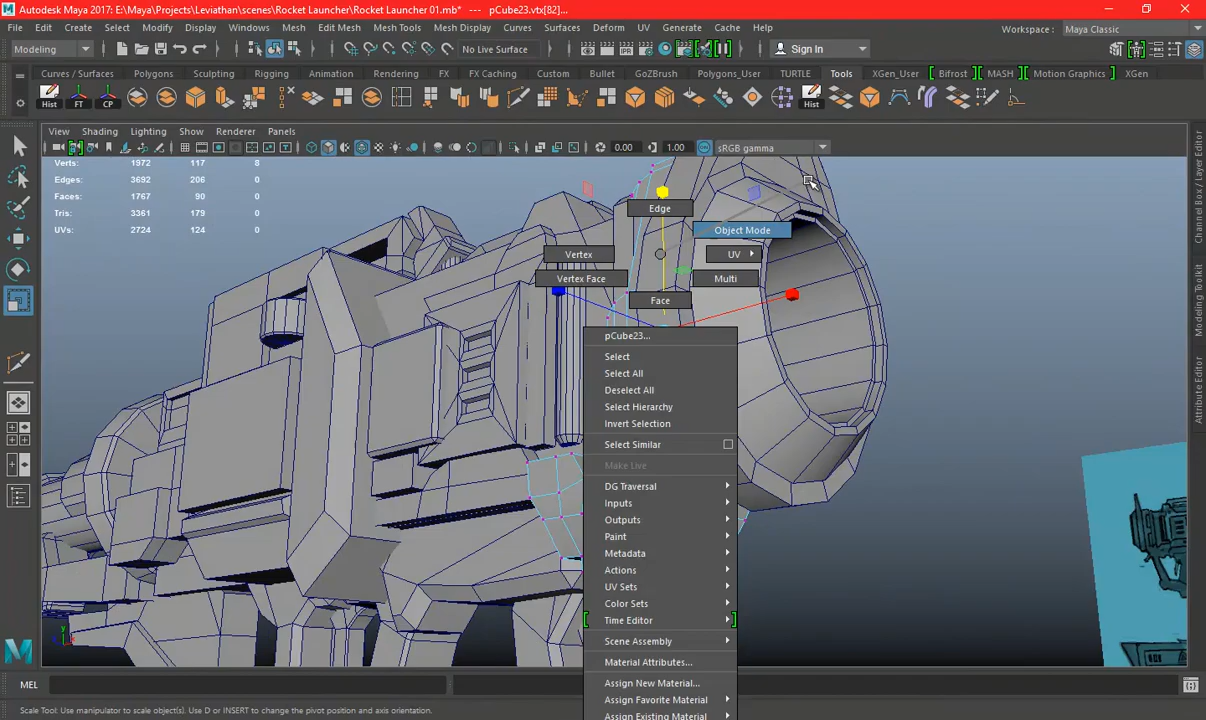 Autodesk Maya 2017: E:\Maya\Projects\Leviathan\scenes\Rocket Launcher\Rocket Launcher 01.mb*  ---  pCube23.vtx[82]...
File Edit Create Select Modify Display Windows Mesh Edit Mesh Mesh Tools Mesh Display Curves Surfaces Deform UV Generate Cache Help
Workspace: Maya Classic
Modeling No Live Surface Sign In
Curves / Surfaces Polygons Sculpting Rigging Animation Rendering FX FX Caching Custom Bullet GoZBrush Polygons_User TURTLE Tools XGen_User Bifrost MASH Motion Graphics XGen
Hist FT CP Hist
View Shading Lighting Show Renderer Panels
0.00 1.00 sRGB gamma
Verts: 1972 117 8
Edges: 3692 206 0
Faces: 1767 90 0
Tris: 3361 179 0
UVs: 2724 124 0
Edge
Object Mode
Vertex UV
Vertex Face Multi
Face
pCube23...
Select
Select All
Deselect All
Select Hierarchy
Invert Selection
Select Similar
Make Live
DG Traversal
Inputs
Outputs
Paint
Metadata
Actions
UV Sets
Color Sets
Time Editor
Scene Assembly
Material Attributes...
Assign New Material...
Assign Favorite Material
Assign Existing Material
Channel Box / Layer Editor
Modeling Toolkit
Attribute Editor
y
x
MEL
Scale Tool: Use manipulator to scale object(s). Use D or INSERT to change the pivot position and axis orientation.